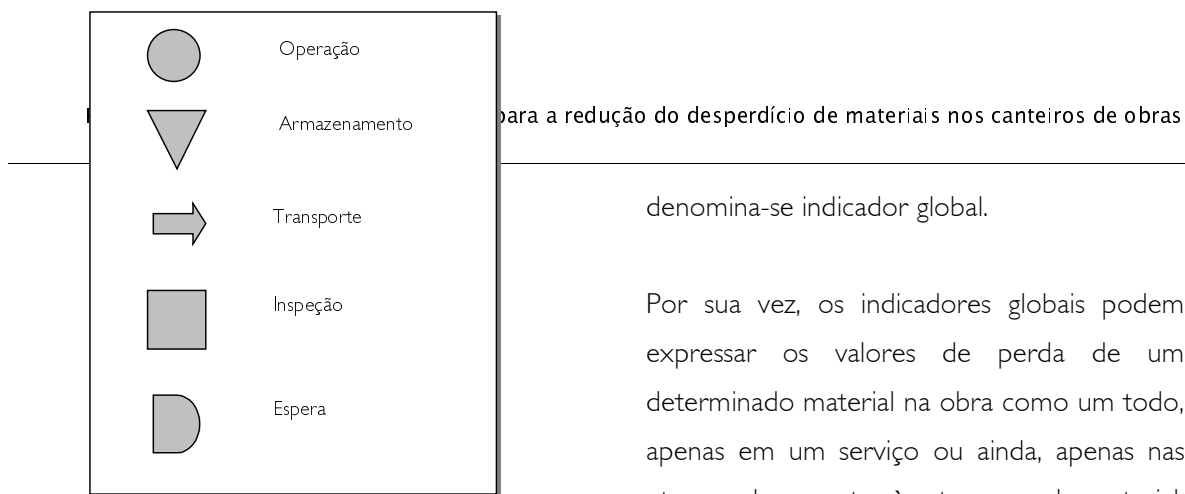 Operação
Armazenamento
Transporte
Inspeção
Espera
para a redução do desperdício de materiais nos canteiros de obras
denomina-se indicador global.
Por sua vez, os indicadores globais podem
expressar os valores de perda de um
determinado material na obra como um todo,
apenas em um serviço ou ainda, apenas nas